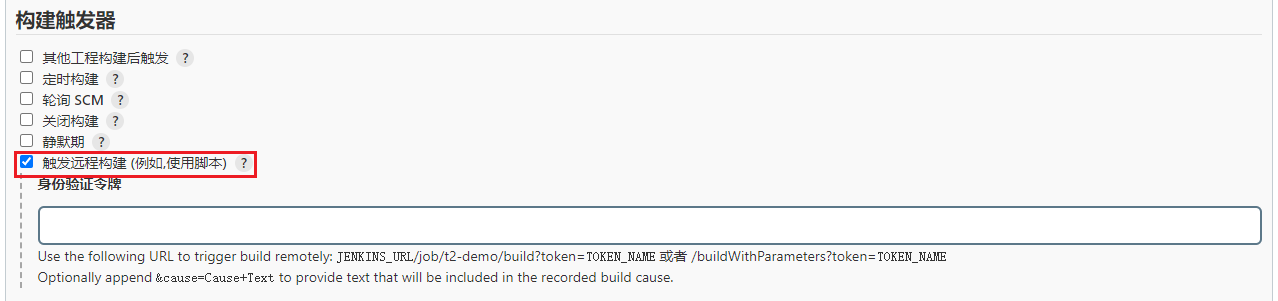 构建触发器
其他工程构建后触发 ?
定时构建 ?
轮询 SCM ?
关闭构建 ?
静默期 ?
触发远程构建 (例如,使用脚本) ?
身份验证令牌
Use the following URL to trigger build remotely: JENKINS_URL/job/t2-demo/build?token=TOKEN_NAME 或者 /buildWithParameters?token=TOKEN_NAME
Optionally append &cause=Cause+Text to provide text that will be included in the recorded build cause.